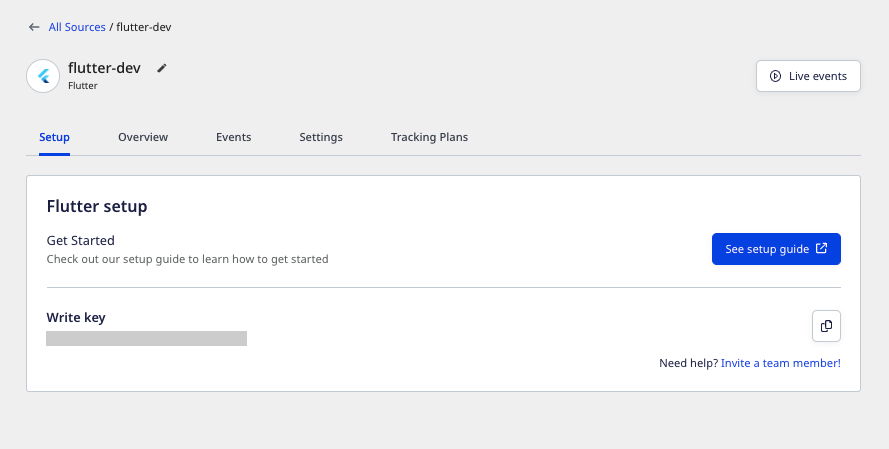 All Sources / flutter-dev
flutter-dev
Flutter
Live events
Setup Overview Events Settings Tracking Plans
Flutter setup
Get Started
Check out our setup guide to learn how to get started
See setup guide
Write key
Need help? Invite a team member!